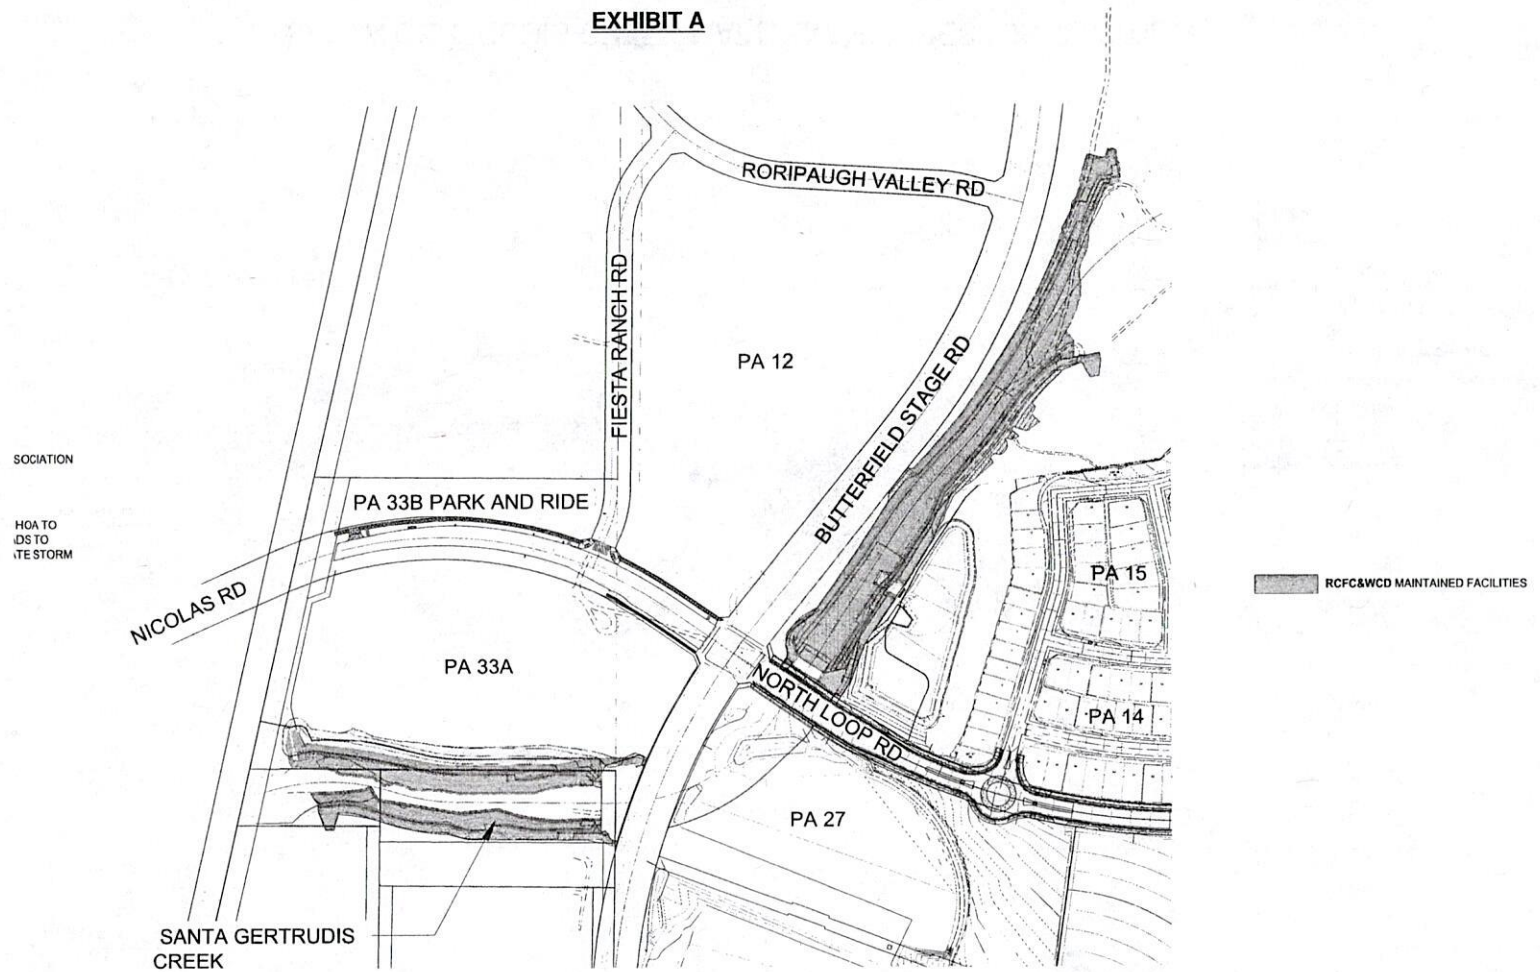 EXHIBIT A
RORIPAUGH VALLEY RD
FIESTA RANCH RD
PA 12
BUTTERFIELD STAGE RD
SOCIATION
PA 33B PARK AND RIDE
HOA TO
DS TO
TE STORM
PA 15
RCFC&WCD MAINTAINED FACILITIES
NICOLAS RD
PA 33A
NORTH LOOP RD
PA 14
PA 27
SANTA GERTRUDIS
CREEK